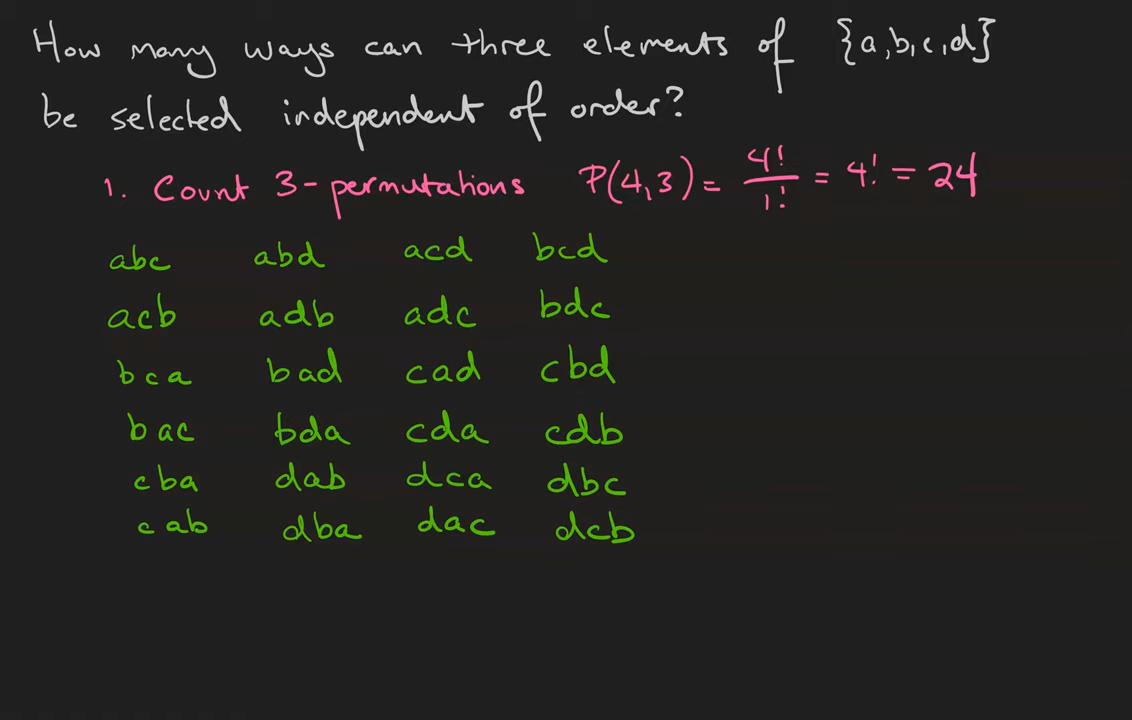 How many ways can three elements of {a,b,c,d}
be selected independent of order?
1. Count 3-permutations P(4,3) = 4!/1! = 4! = 24
abc abd acd bcd
acb adb adc bdc
bca bad cad cbd
bac bda cda cdb
cba dab dca dbc
cab dba dac dcb